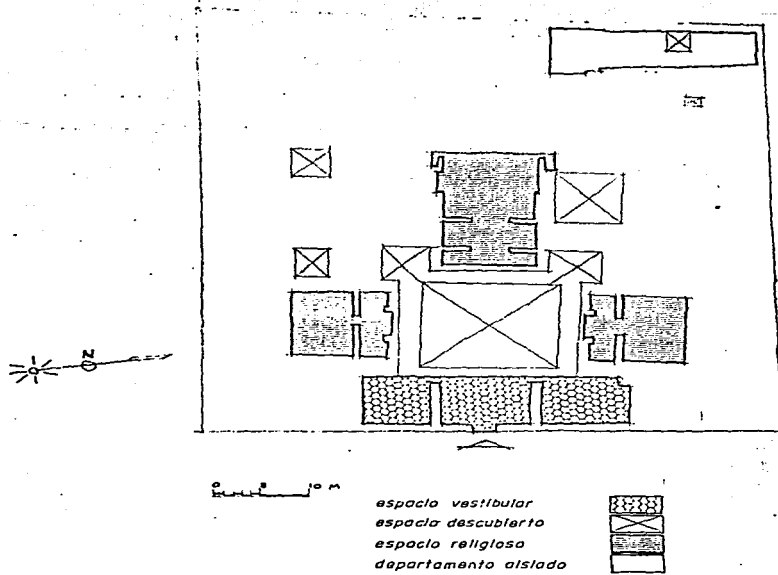 N
0 5 10 M
espacio vestibular
espacio descubierto
espacio religioso
departamento aislado